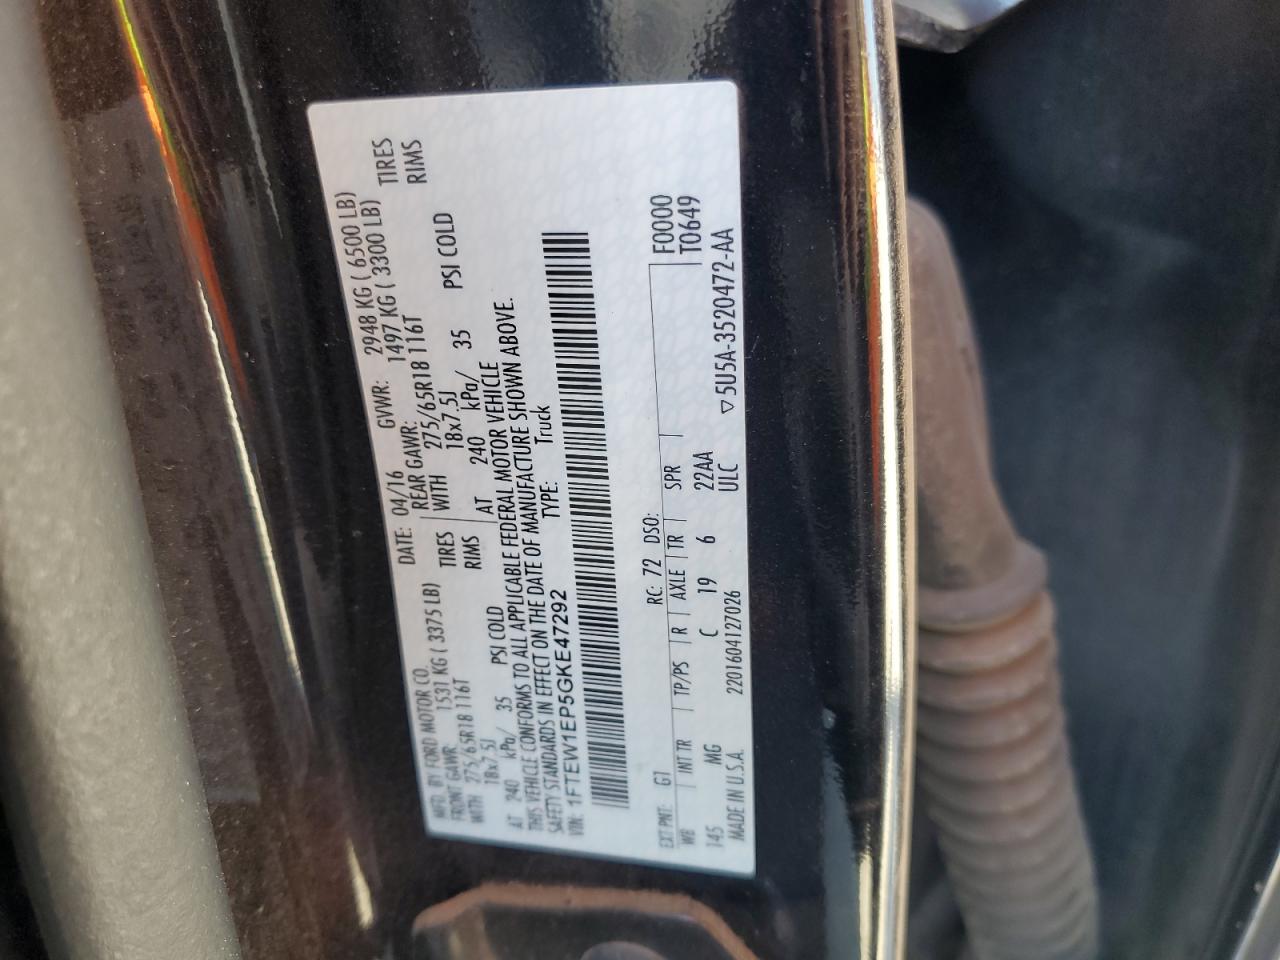 MFD. BY FORD MOTOR CO.
DATE: 04/16 GVWR: 2948 KG ( 6500 LB)
FRONT GAWR: 1531 KG ( 3375 LB) REAR GAWR: 1497 KG ( 3300 LB)
WITH 275/65R18 116T TIRES WITH 275/65R18 116T TIRES
18x7.5J RIMS 18x7.5J RIMS
AT 240 kPa/ 35 PSI COLD AT 240 kPa/ 35 PSI COLD
THIS VEHICLE CONFORMS TO ALL APPLICABLE FEDERAL MOTOR VEHICLE
SAFETY STANDARDS IN EFFECT ON THE DATE OF MANUFACTURE SHOWN ABOVE.
VIN: 1FTEW1EP5GKE47292 TYPE: Truck
EXT PNT: G1 RC: 72 DSO: F0000
WB INT TR TP/PS R AXLE TR SPR T0649
145 MG C 19 6 22AA
MADE IN U.S.A. 2201604127026 ULC ▽5U5A-3520472-AA